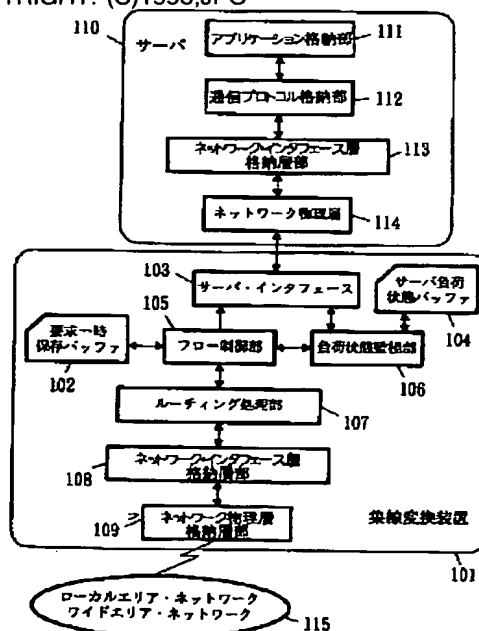 COPYRIGHT: (C)1998,JPO
110
サーバ
アプリケーション格納部
111
通信プロトコル格納部
112
ネットワーク・インタフェース層
格納層部
113
ネットワーク物理層
114
103
サーバ・インタフェース
サーバ負荷
状態バッファ
104
105
要求一時
保存バッファ
102
フロー制御部
負荷状態監視部
106
ルーティング処理部
107
108
ネットワーク・インタフェース層
格納層部
109
ネットワーク物理層
格納層部
集線変換装置
101
ローカルエリア・ネットワーク
ワイドエリア・ネットワーク
115